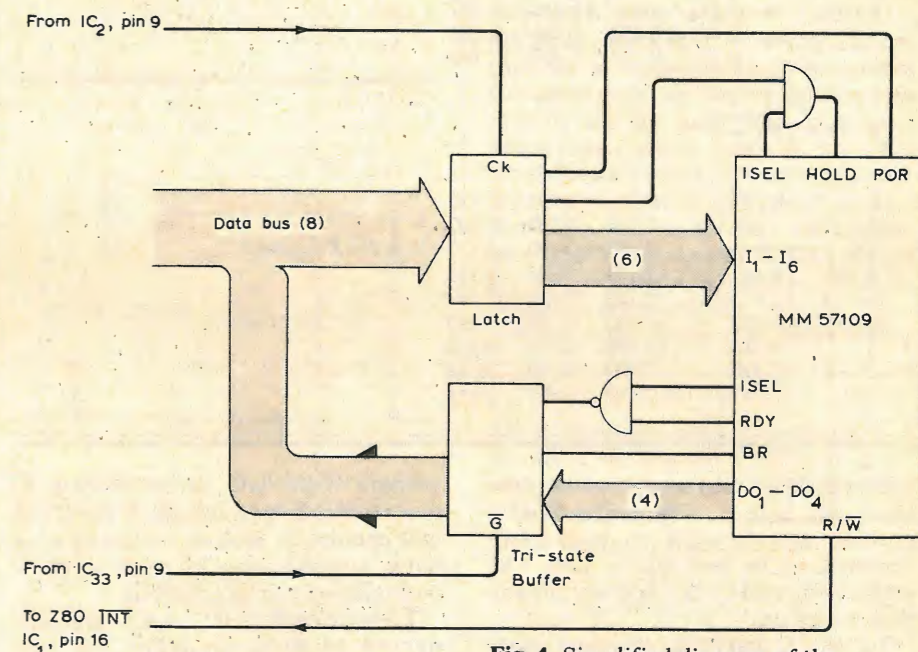 From IC₂, pin 9
Ck
ISEL HOLD POR
Data bus (8)
(6)
I₁ – I₆
Latch
MM 57109
ISEL
RDY
BR
(4)
DO₁ – DO₄
R/W̅
G̅
Tri-state
Buffer
From IC₃₃, pin 9
To Z80 I̅N̅T̅
IC₁, pin 16
Fig 4 Simplified diagram of the